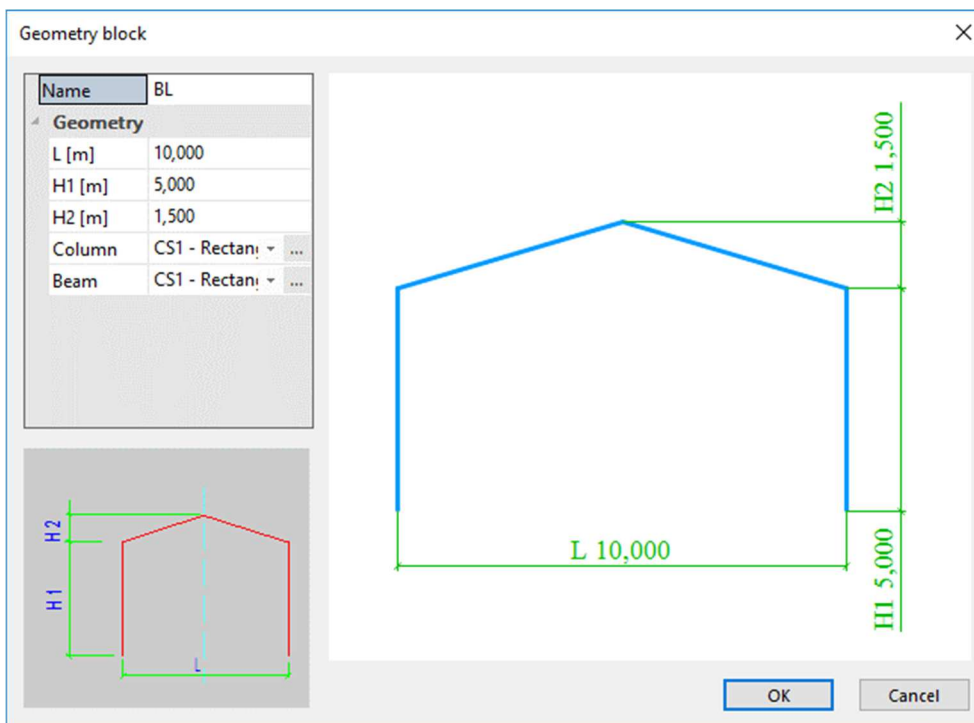 Geometry block
Name BL
Geometry
L [m] 10,000
H1 [m] 5,000
H2 [m] 1,500
Column CS1 - Rectan ...
Beam CS1 - Rectan ...
H2 1,500
L 10,000
H1 5,000
H2
H1
L
OK Cancel